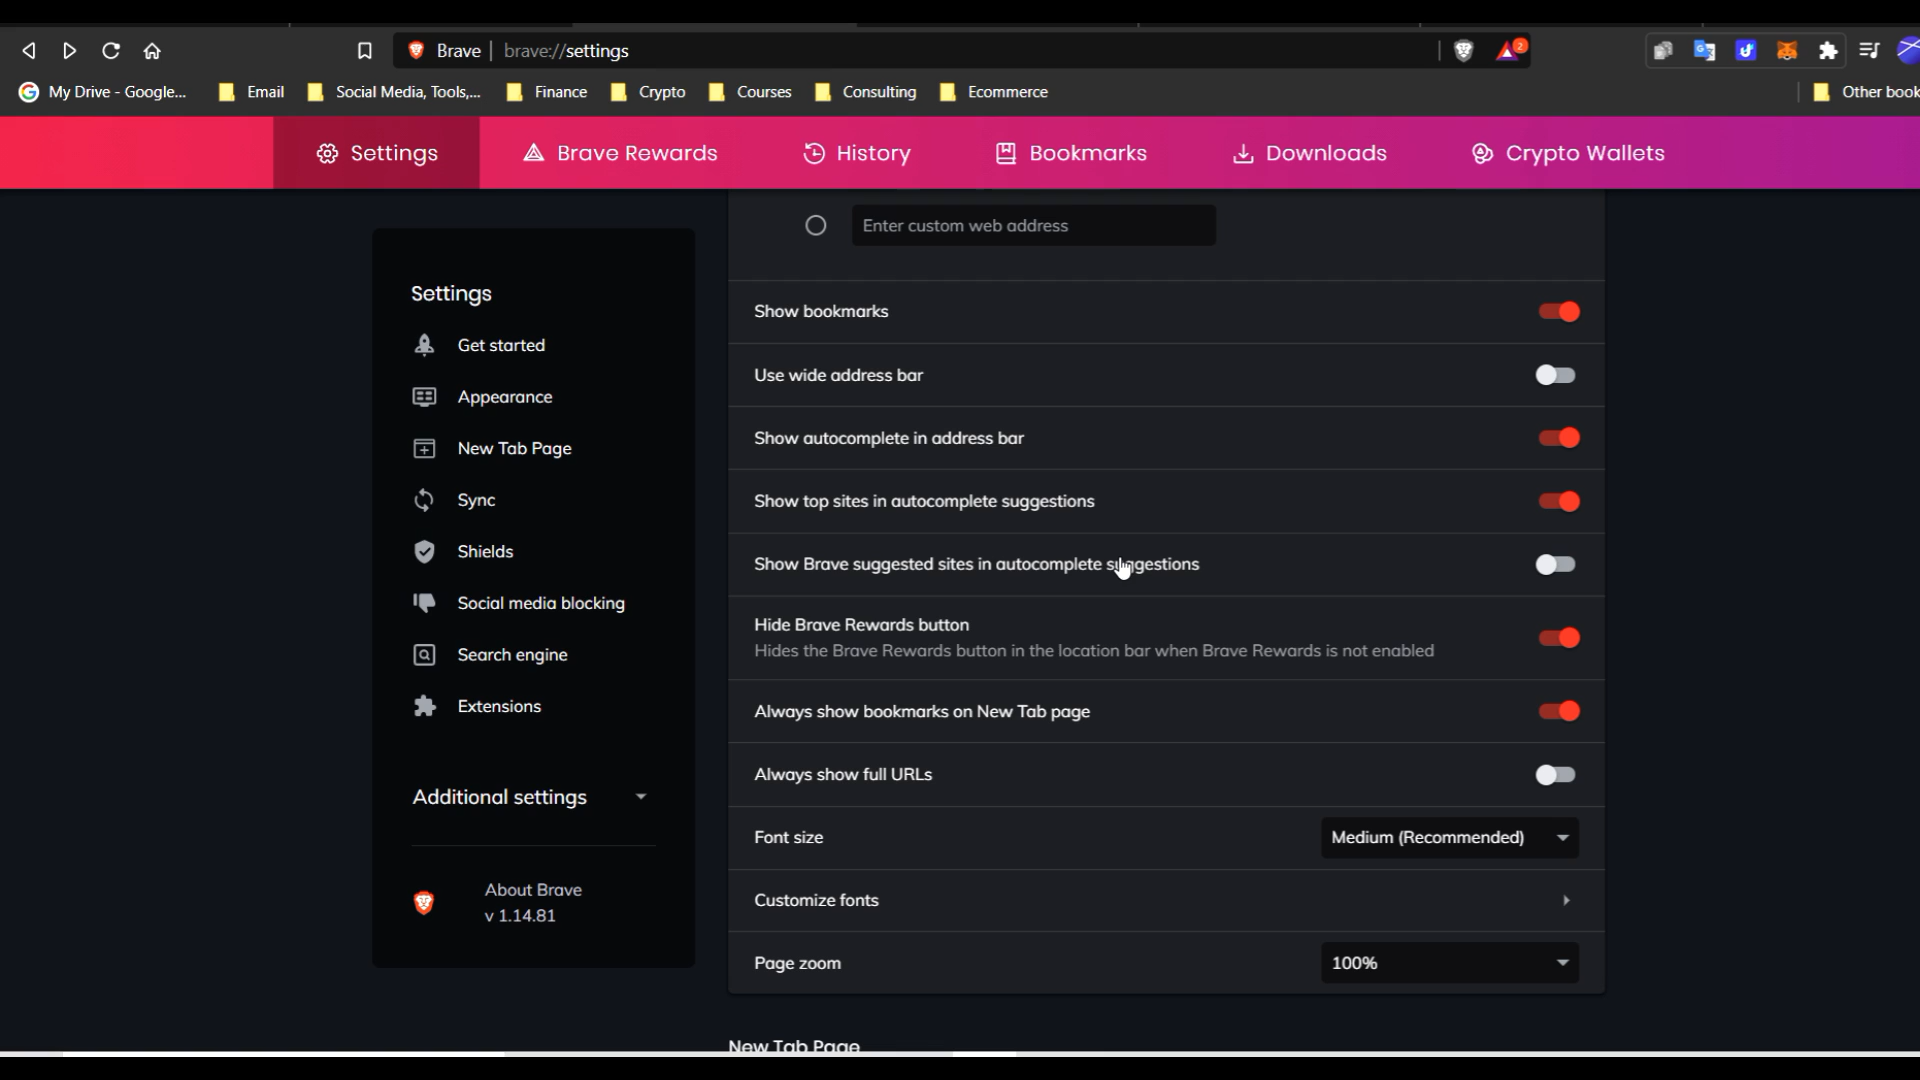 Brave | brave://settings
2
My Drive - Google...
Email
Social Media, Tools,...
Finance
Crypto
Courses
Consulting
Ecommerce
Other book
Settings
Brave Rewards
History
Bookmarks
Downloads
Crypto Wallets
Settings
Get started
Appearance
New Tab Page
Sync
Shields
Social media blocking
Search engine
Extensions
Additional settings
About Brave
v 1.14.81
Enter custom web address
Show bookmarks
Use wide address bar
Show autocomplete in address bar
Show top sites in autocomplete suggestions
Show Brave suggested sites in autocomplete suggestions
Hide Brave Rewards button
Hides the Brave Rewards button in the location bar when Brave Rewards is not enabled
Always show bookmarks on New Tab page
Always show full URLs
Font size
Medium (Recommended)
Customize fonts
Page zoom
100%
New Tab Page